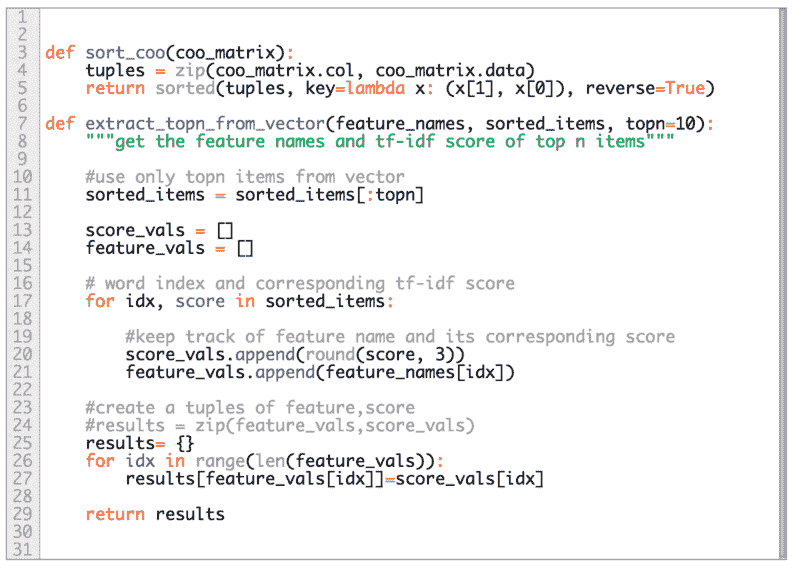 1
2
3 def sort_coo(coo_matrix):
4     tuples = zip(coo_matrix.col, coo_matrix.data)
5     return sorted(tuples, key=lambda x: (x[1], x[0]), reverse=True)
6
7 def extract_topn_from_vector(feature_names, sorted_items, topn=10):
8     """get the feature names and tf-idf score of top n items"""
9
10     #use only topn items from vector
11     sorted_items = sorted_items[:topn]
12
13     score_vals = []
14     feature_vals = []
15
16     # word index and corresponding tf-idf score
17     for idx, score in sorted_items:
18
19         #keep track of feature name and its corresponding score
20         score_vals.append(round(score, 3))
21         feature_vals.append(feature_names[idx])
22
23     #create a tuples of feature,score
24     #results = zip(feature_vals,score_vals)
25     results= {}
26     for idx in range(len(feature_vals)):
27         results[feature_vals[idx]]=score_vals[idx]
28
29     return results
30
31